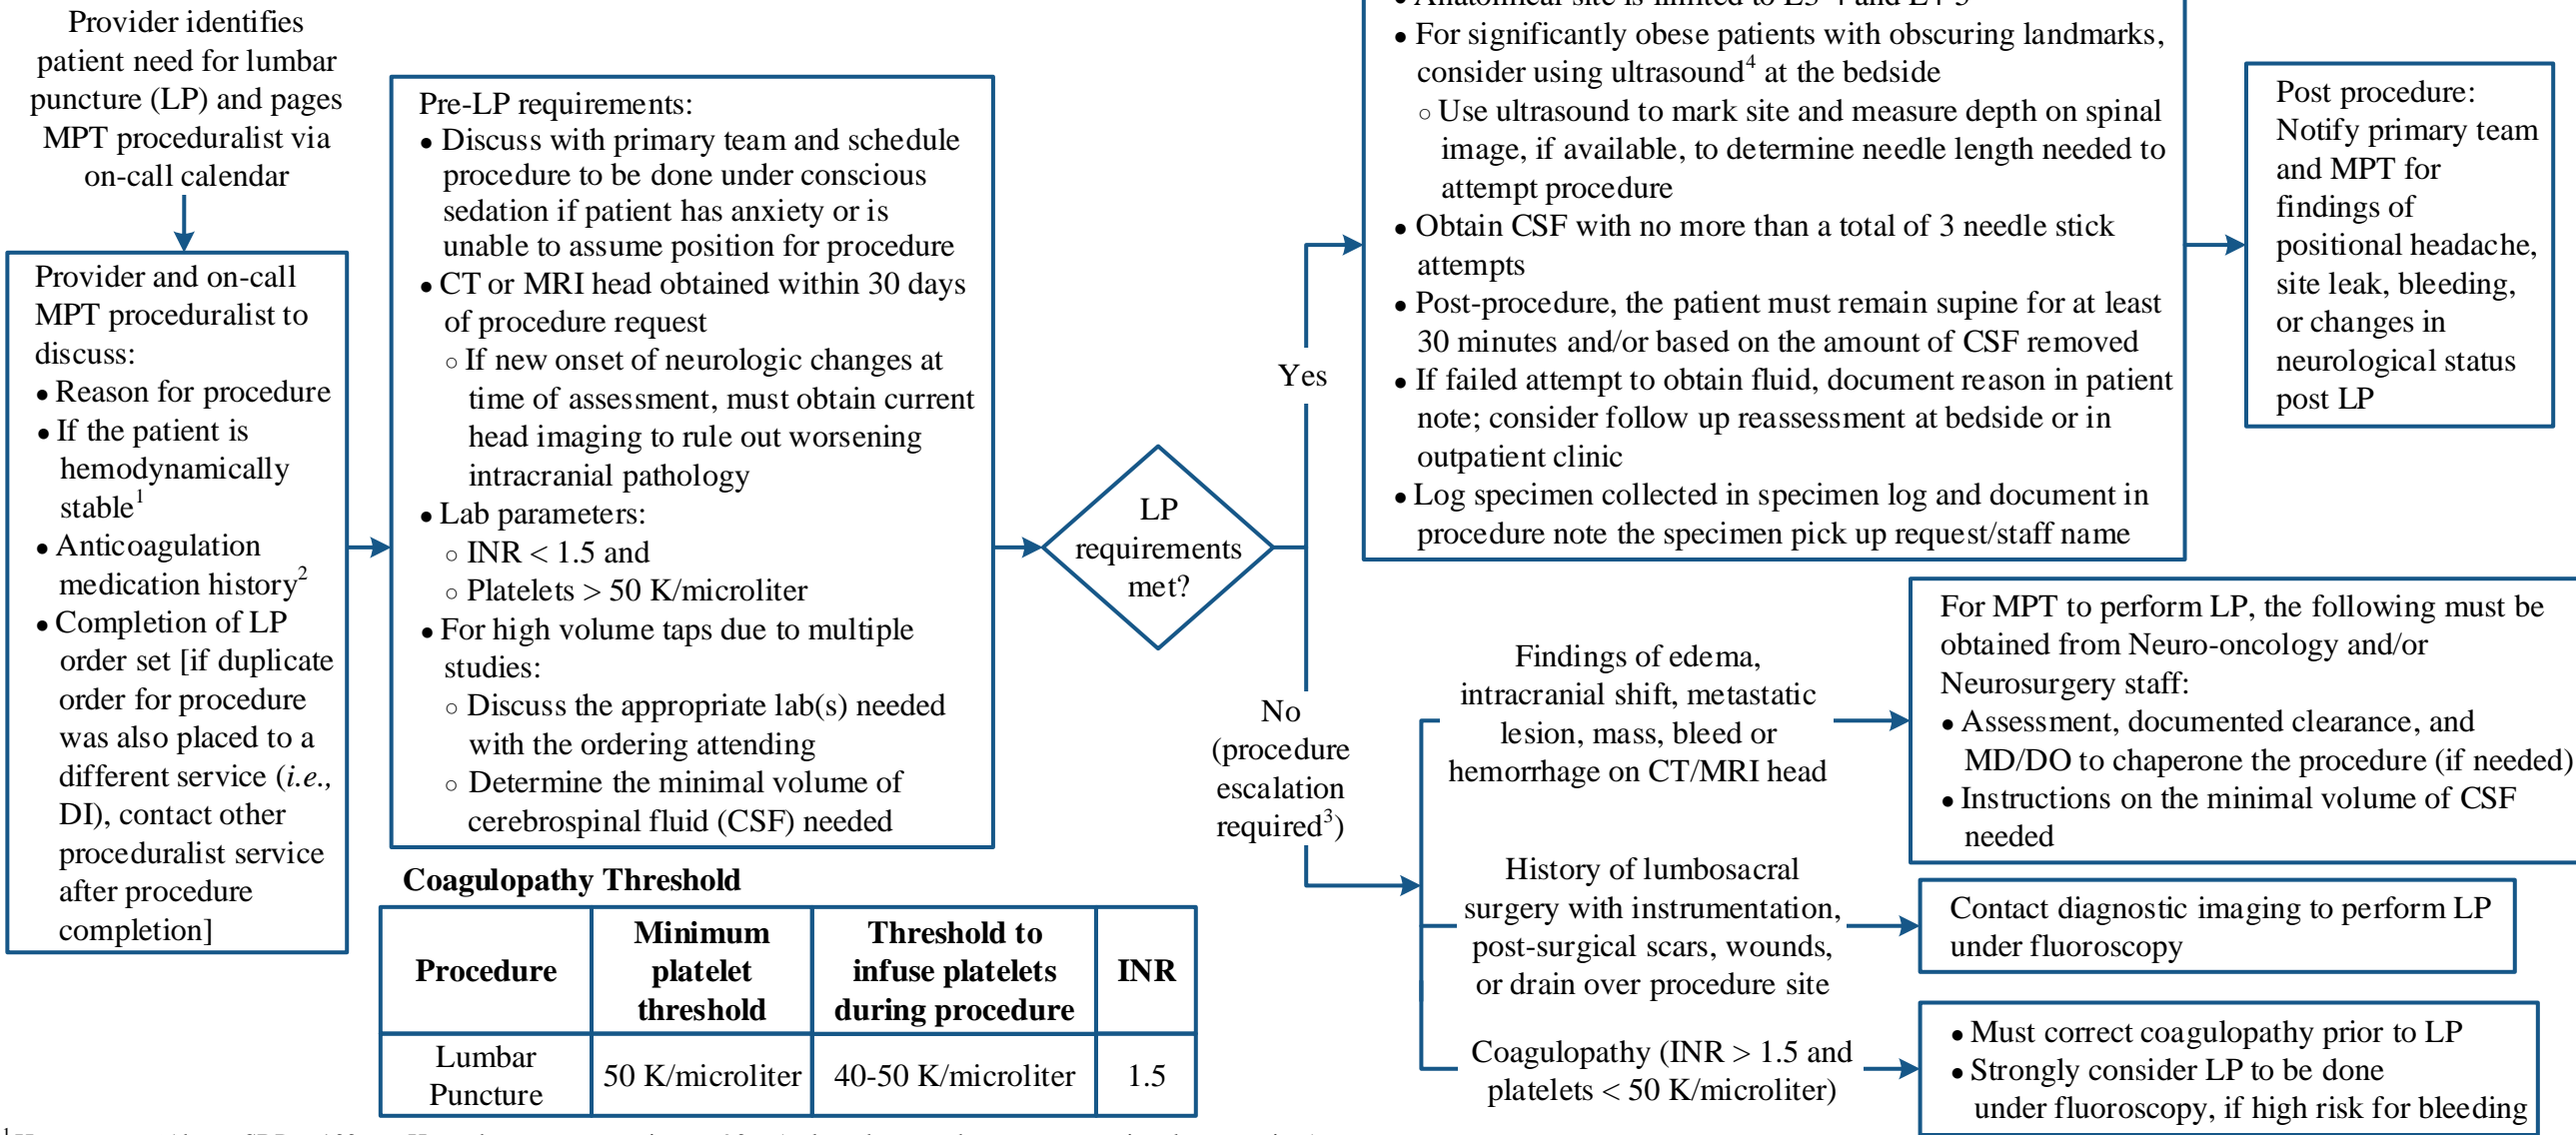 Provider identifies
patient need for lumbar
puncture (LP) and pages
MPT proceduralist via
on-call calendar
Provider and on-call
MPT proceduralist to
discuss:
• Reason for procedure
• If the patient is
hemodynamically
stable¹
• Anticoagulation
medication history²
• Completion of LP
order set [if duplicate
order for procedure
was also placed to a
different service (i.e.,
DI), contact other
proceduralist service
after procedure
completion]
Pre-LP requirements:
• Discuss with primary team and schedule
procedure to be done under conscious
sedation if patient has anxiety or is
unable to assume position for procedure
• CT or MRI head obtained within 30 days
of procedure request
○ If new onset of neurologic changes at
time of assessment, must obtain current
head imaging to rule out worsening
intracranial pathology
• Lab parameters:
○ INR < 1.5 and
○ Platelets > 50 K/microliter
• For high volume taps due to multiple
studies:
○ Discuss the appropriate lab(s) needed
with the ordering attending
○ Determine the minimal volume of
cerebrospinal fluid (CSF) needed
Coagulopathy Threshold
Procedure
Minimum
platelet
threshold
Threshold to
infuse platelets
during procedure
INR
Lumbar
Puncture
50 K/microliter
40-50 K/microliter
1.5
LP
requirements
met?
Yes
• For significantly obese patients with obscuring landmarks,
consider using ultrasound⁴ at the bedside
○ Use ultrasound to mark site and measure depth on spinal
image, if available, to determine needle length needed to
attempt procedure
• Obtain CSF with no more than a total of 3 needle stick
attempts
• Post-procedure, the patient must remain supine for at least
30 minutes and/or based on the amount of CSF removed
• If failed attempt to obtain fluid, document reason in patient
note; consider follow up reassessment at bedside or in
outpatient clinic
• Log specimen collected in specimen log and document in
procedure note the specimen pick up request/staff name
Post procedure:
Notify primary team
and MPT for
findings of
positional headache,
site leak, bleeding,
or changes in
neurological status
post LP
No
(procedure
escalation
required³)
Findings of edema,
intracranial shift, metastatic
lesion, mass, bleed or
hemorrhage on CT/MRI head
For MPT to perform LP, the following must be
obtained from Neuro-oncology and/or
Neurosurgery staff:
• Assessment, documented clearance, and
MD/DO to chaperone the procedure (if needed)
• Instructions on the minimal volume of CSF
needed
History of lumbosacral
surgery with instrumentation,
post-surgical scars, wounds,
or drain over procedure site
Contact diagnostic imaging to perform LP
under fluoroscopy
Coagulopathy (INR > 1.5 and
platelets < 50 K/microliter)
• Must correct coagulopathy prior to LP
• Strongly consider LP to be done
under fluoroscopy, if high risk for bleeding